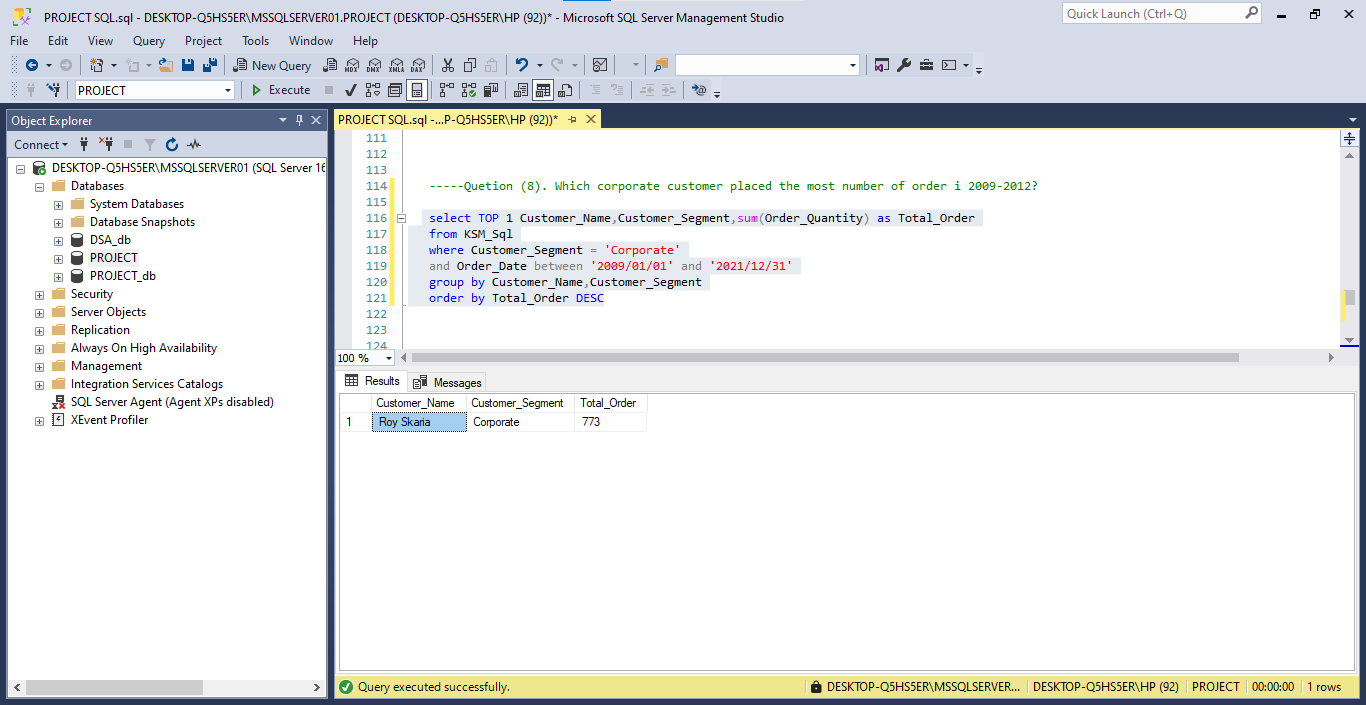 PROJECT SQL.sql - DESKTOP-Q5HS5ER\MSSQLSERVER01.PROJECT (DESKTOP-Q5HS5ER\HP (92))* - Microsoft SQL Server Management Studio
Quick Launch (Ctrl+Q)
File Edit View Query Project Tools Window Help
New Query MDX DMX XMLA DAX
PROJECT Execute
Object Explorer
Connect
DESKTOP-Q5HS5ER\MSSQLSERVER01 (SQL Server 16
Databases
System Databases
Database Snapshots
DSA_db
PROJECT
PROJECT_db
Security
Server Objects
Replication
Always On High Availability
Management
Integration Services Catalogs
SQL Server Agent (Agent XPs disabled)
XEvent Profiler
PROJECT SQL.sql -...P-Q5HS5ER\HP (92))*
111
112
113
114 -----Quetion (8). Which corporate customer placed the most number of order i 2009-2012?
115
116 select TOP 1 Customer_Name,Customer_Segment,sum(Order_Quantity) as Total_Order
117 from KSM_Sql
118 where Customer_Segment = 'Corporate'
119 and Order_Date between '2009/01/01' and '2021/12/31'
120 group by Customer_Name,Customer_Segment
121 order by Total_Order DESC
122
123
124
100 %
Results Messages
Customer_Name Customer_Segment Total_Order
1 Roy Skaria Corporate 773
Query executed successfully. DESKTOP-Q5HS5ER\MSSQLSERVER... DESKTOP-Q5HS5ER\HP (92) PROJECT 00:00:00 1 rows